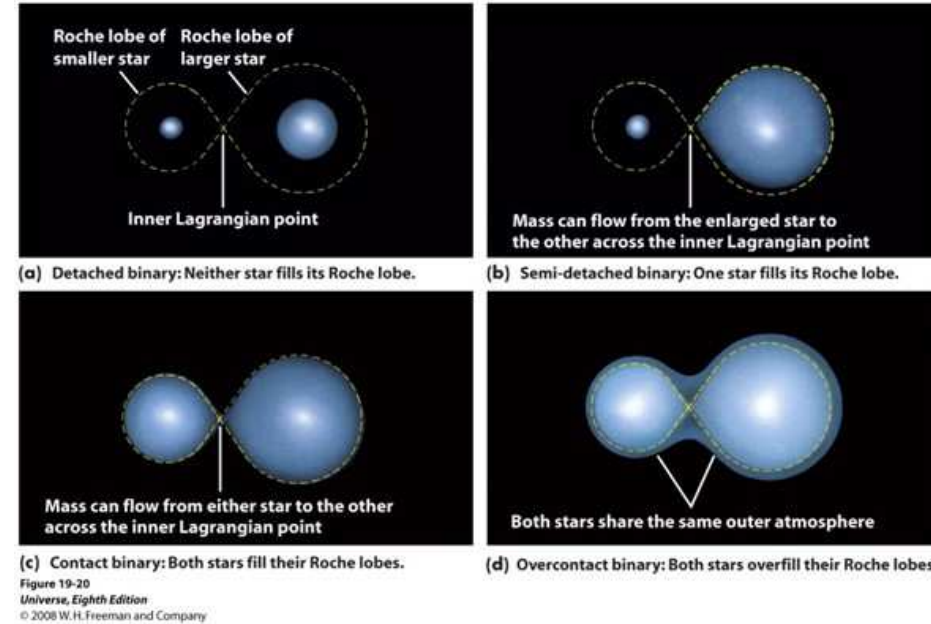 Roche lobe of
smaller star
Roche lobe of
larger star
Inner Lagrangian point
(a) Detached binary: Neither star fills its Roche lobe.
Mass can flow from the enlarged star to
the other across the inner Lagrangian point
(b) Semi-detached binary: One star fills its Roche lobe.
Mass can flow from either star to the other
across the inner Lagrangian point
(c) Contact binary: Both stars fill their Roche lobes.
Both stars share the same outer atmosphere
(d) Overcontact binary: Both stars overfill their Roche lobes
Figure 19-20
Universe, Eighth Edition
© 2008 W. H. Freeman and Company